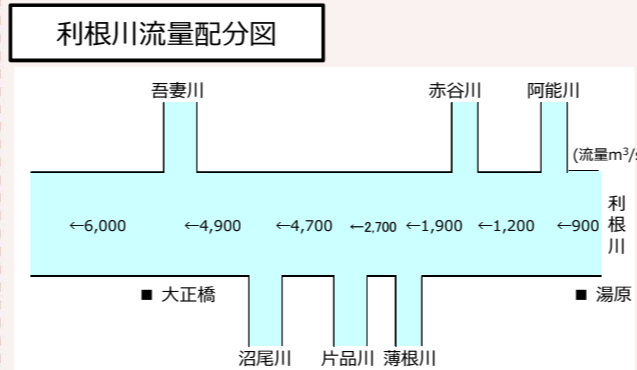 利根川流量配分図
吾妻川
赤谷川
阿能川
(流量m³/s
←6,000
←4,900
←4,700
←2,700
←1,900
←1,200
←900
利根川
■ 大正橋
■ 湯原
沼尾川
片品川
薄根川